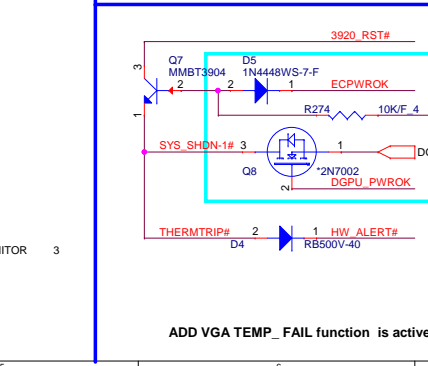 3920_RST#
Q7 D5
MMBT3904 1N4448WS-7-F
3 2 2 1 ECPWROK
R274 10K/F_4
1
SYS_SHDN-1# 3 1
Q8 *2N7002
2 DGPU_PWROK
THERMTRIP# 2 1 HW_ALERT#
D4 RB500V-40
ITOR 3
ADD VGA TEMP_ FAIL function is active